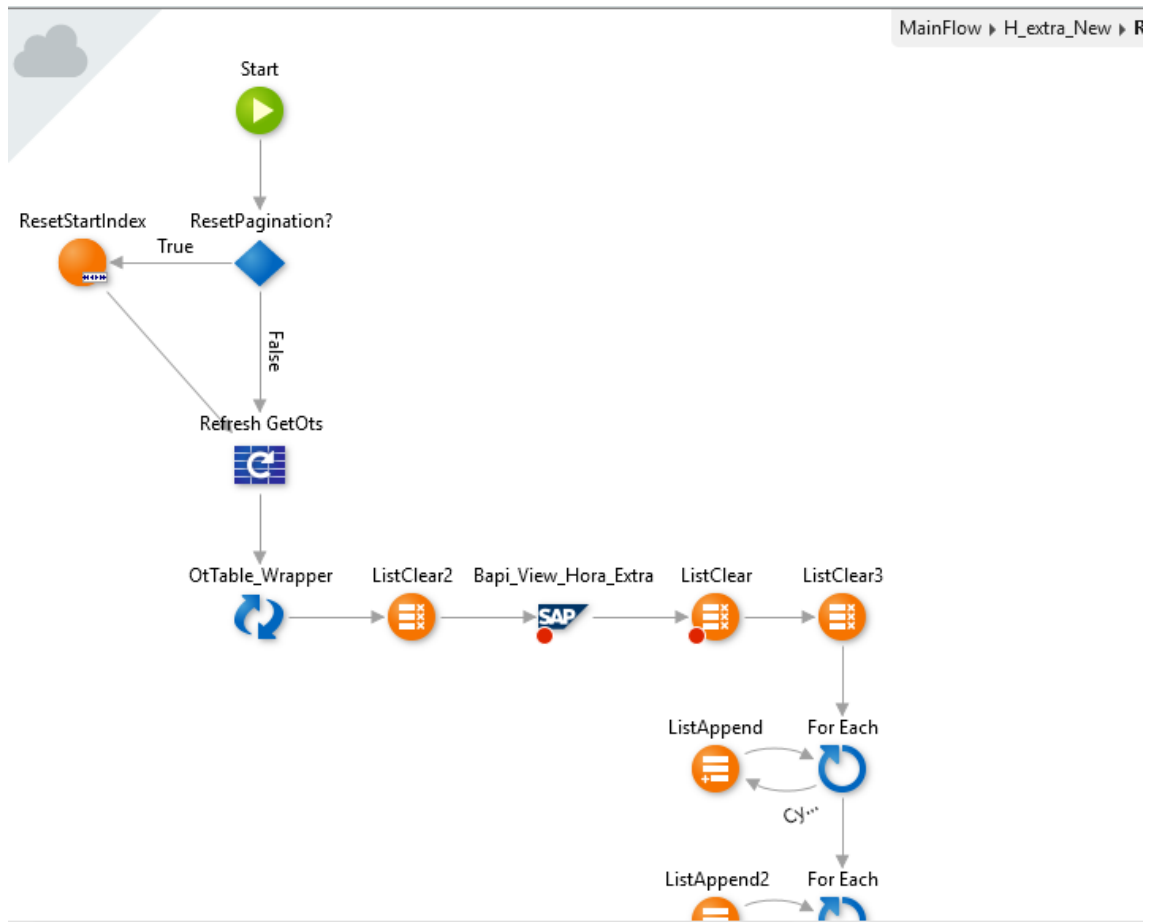 MainFlow ▸ H_extra_New ▸ R
Start
ResetStartIndex
ResetPagination?
True
False
Refresh GetOts
OtTable_Wrapper
ListClear2
Bapi_View_Hora_Extra
ListClear
ListClear3
SAP
ListAppend
For Each
Cy...
ListAppend2
For Each